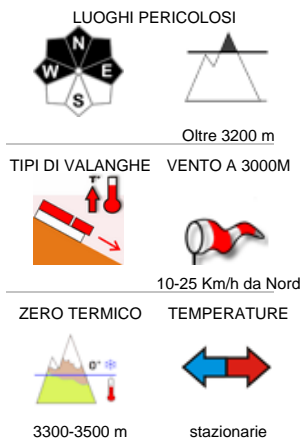 LUOGHI PERICOLOSI
N
W E
S
Oltre 3200 m
TIPI DI VALANGHE VENTO A 3000M
T°
10-25 Km/h da Nord
ZERO TERMICO TEMPERATURE
0°
3300-3500 m stazionarie